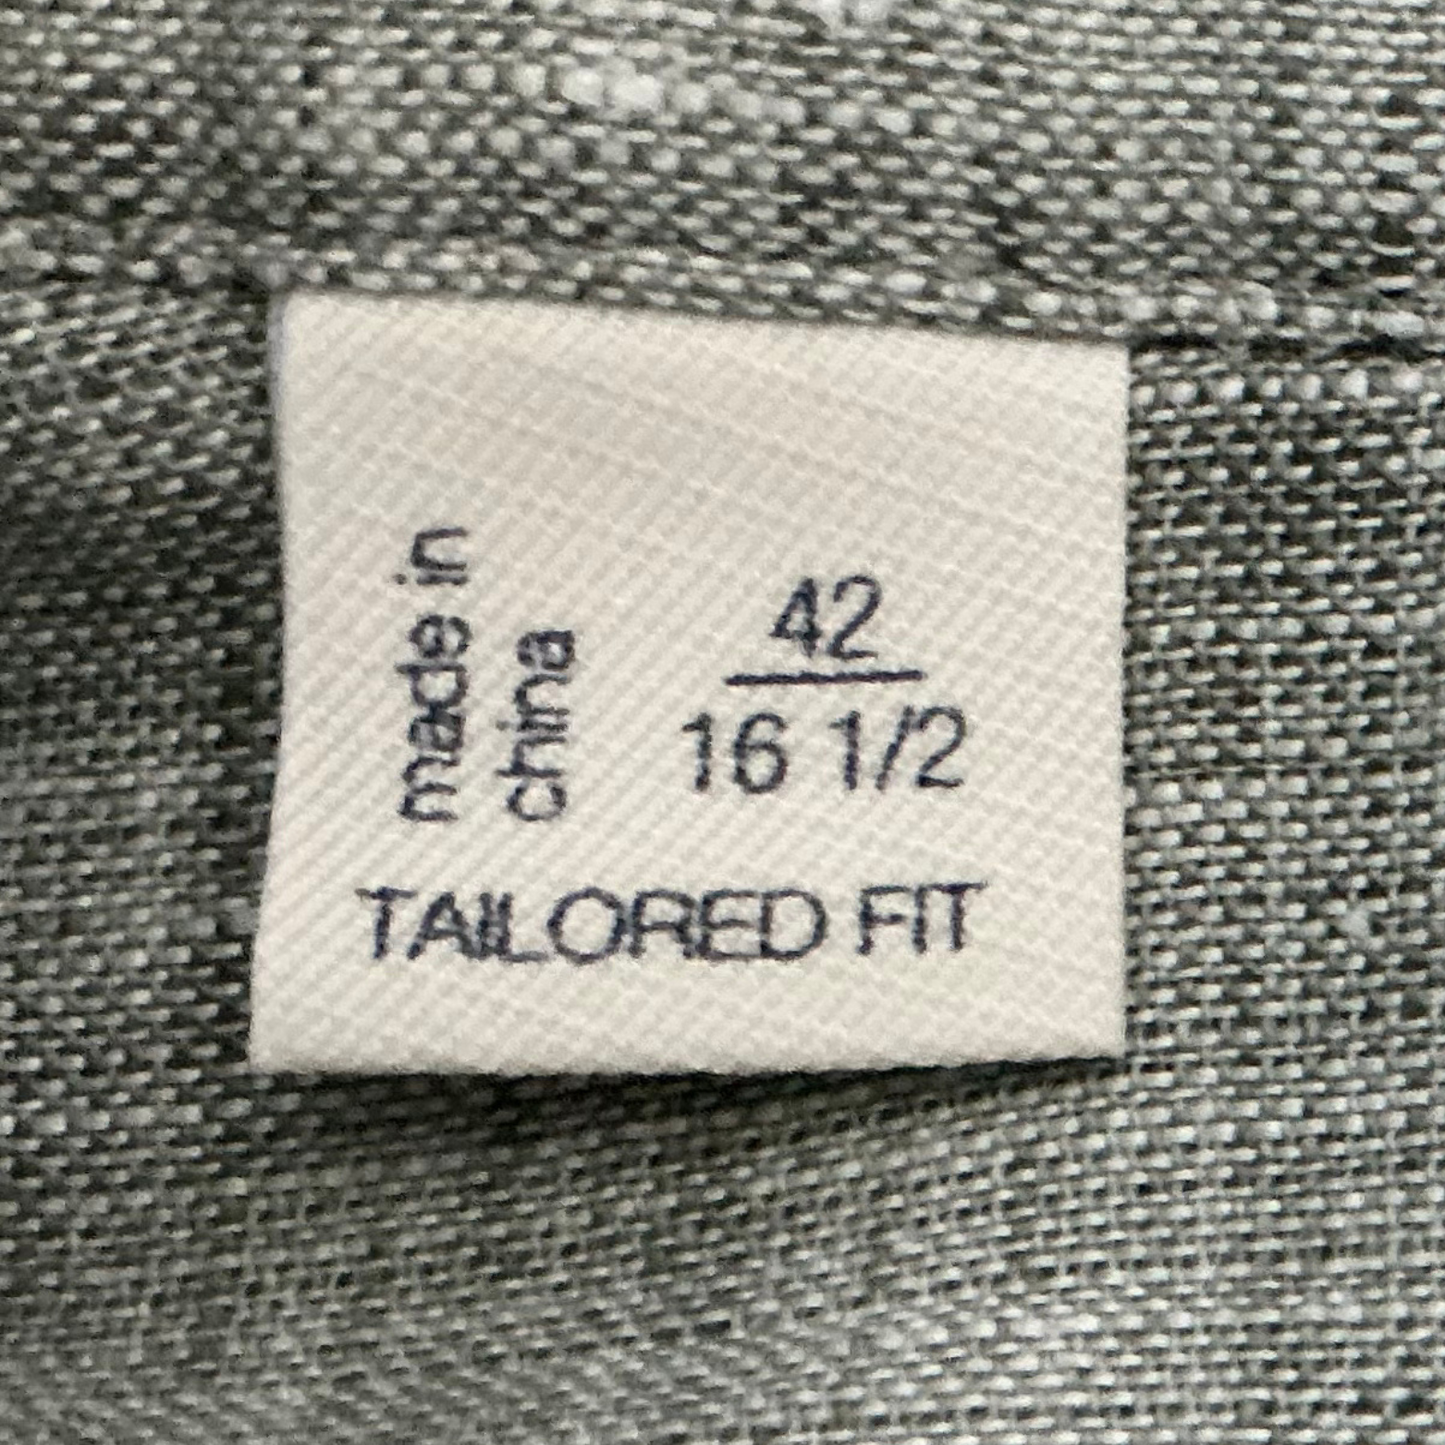 made in
china
42
16 1/2
TAILORED FIT